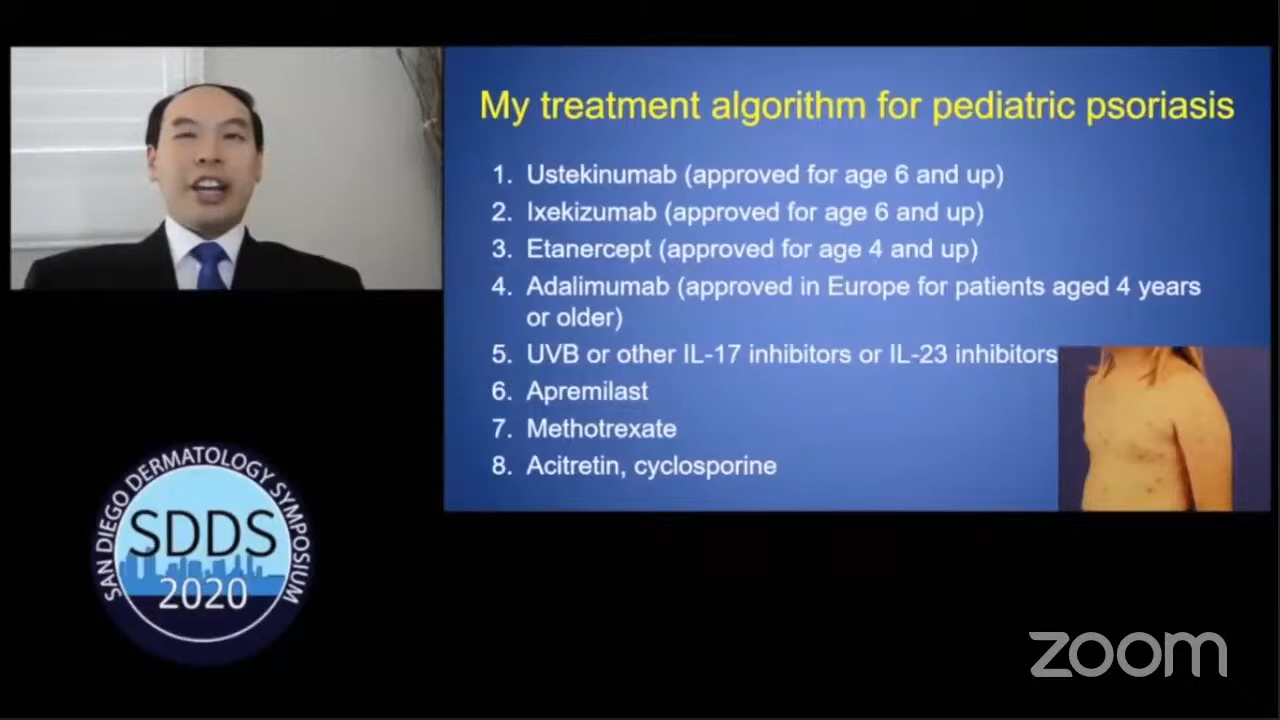 My treatment algorithm for pediatric psoriasis
1. Ustekinumab (approved for age 6 and up)
2. Ixekizumab (approved for age 6 and up)
3. Etanercept (approved for age 4 and up)
4. Adalimumab (approved in Europe for patients aged 4 years
or older)
5. UVB or other IL-17 inhibitors or IL-23 inhibitors
6. Apremilast
7. Methotrexate
8. Acitretin, cyclosporine
SAN DIEGO DERMATOLOGY SYMPOSIUM
SDDS
2020
zoom